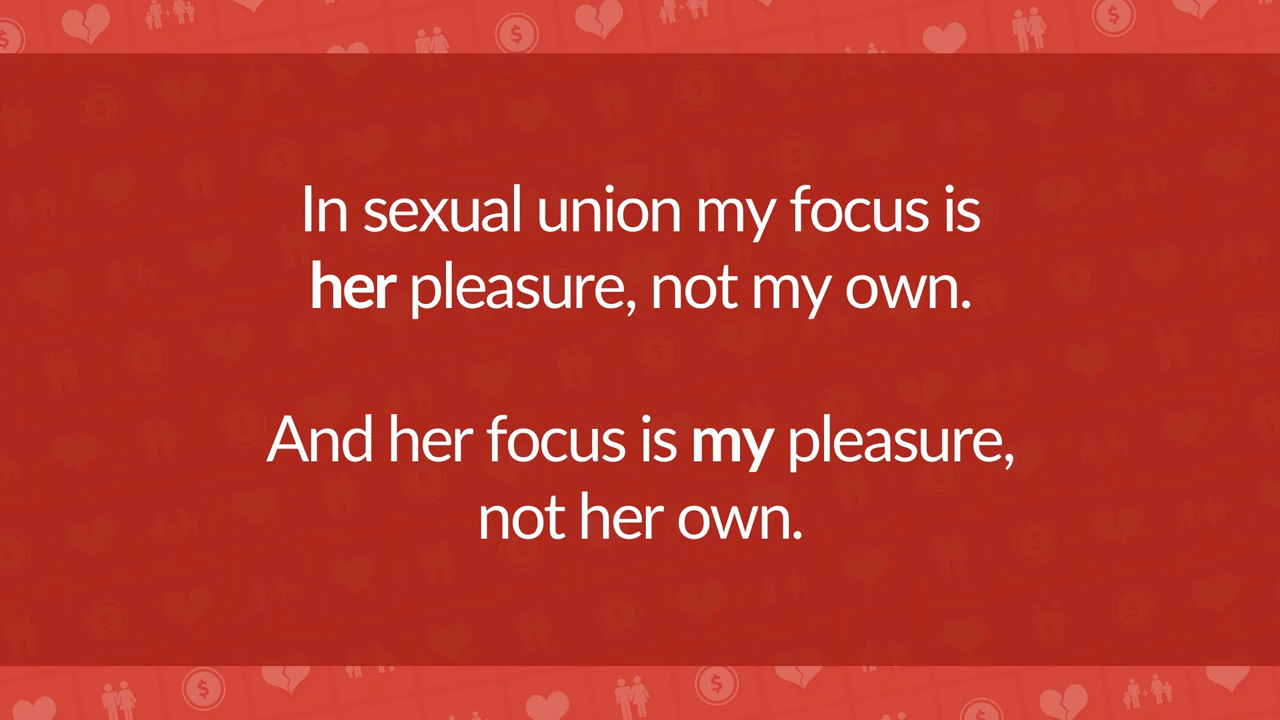 In sexual union my focus is
her pleasure, not my own.
And her focus is my pleasure,
not her own.